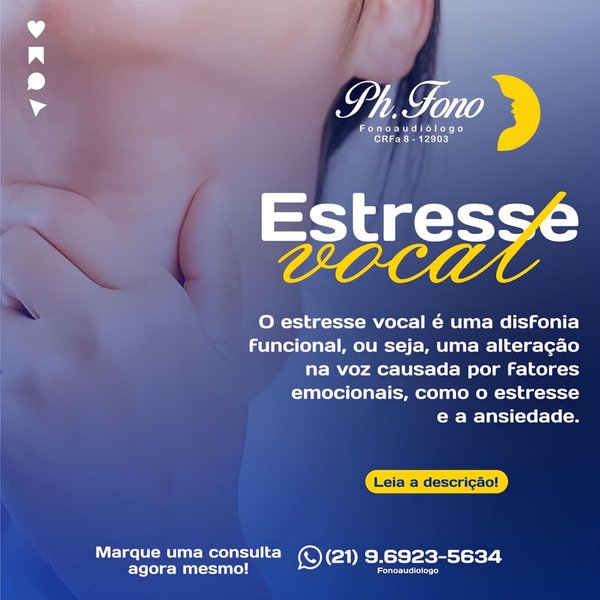 Ph. Fono
Fonoaudiólogo
CRFa 8 - 12903
Estresse
vocal
O estresse vocal é uma disfonia
funcional, ou seja, uma alteração
na voz causada por fatores
emocionais, como o estresse
e a ansiedade.
Leia a descrição!
Marque uma consulta
agora mesmo!
(21) 9.6923-5634
Fonoaudiologo